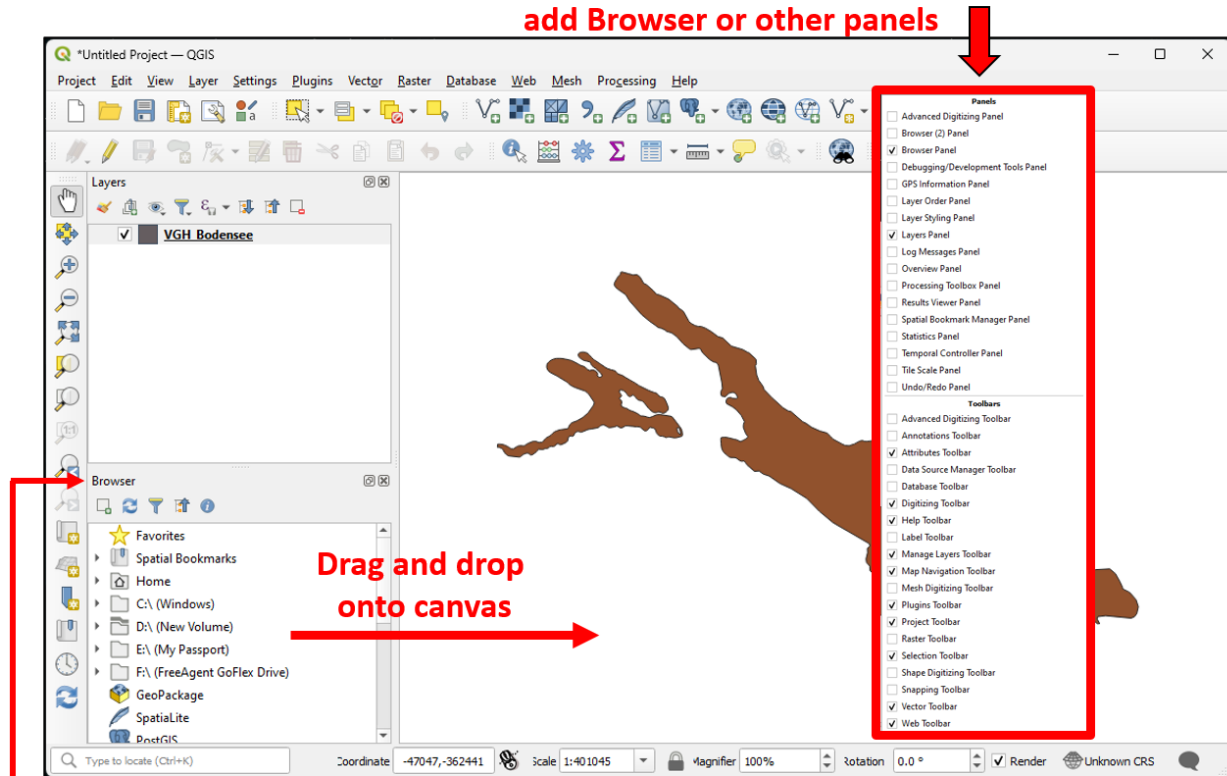 add Browser or other panels
*Untitled Project — QGIS
Project Edit View Layer Settings Plugins Vector Raster Database Web Mesh Processing Help
Panels
Advanced Digitizing Panel
Browser (2) Panel
Browser Panel
Debugging/Development Tools Panel
GPS Information Panel
Layer Order Panel
Layer Styling Panel
Layers Panel
Log Messages Panel
Overview Panel
Processing Toolbox Panel
Results Viewer Panel
Spatial Bookmark Manager Panel
Statistics Panel
Temporal Controller Panel
Tile Scale Panel
Undo/Redo Panel
Toolbars
Advanced Digitizing Toolbar
Annotations Toolbar
Attributes Toolbar
Data Source Manager Toolbar
Database Toolbar
Digitizing Toolbar
Help Toolbar
Label Toolbar
Manage Layers Toolbar
Map Navigation Toolbar
Mesh Digitizing Toolbar
Plugins Toolbar
Project Toolbar
Raster Toolbar
Selection Toolbar
Shape Digitizing Toolbar
Snapping Toolbar
Vector Toolbar
Web Toolbar
Layers
VGH_Bodensee
Browser
Favorites
Spatial Bookmarks
Home
C:\ (Windows)
D:\ (New Volume)
E:\ (My Passport)
F:\ (FreeAgent GoFlex Drive)
GeoPackage
SpatiaLite
PostGIS
Drag and drop
onto canvas
Type to locate (Ctrl+K) Coordinate -47047,-362441 Scale 1:401045 Magnifier 100% Rotation 0.0 ° Render Unknown CRS